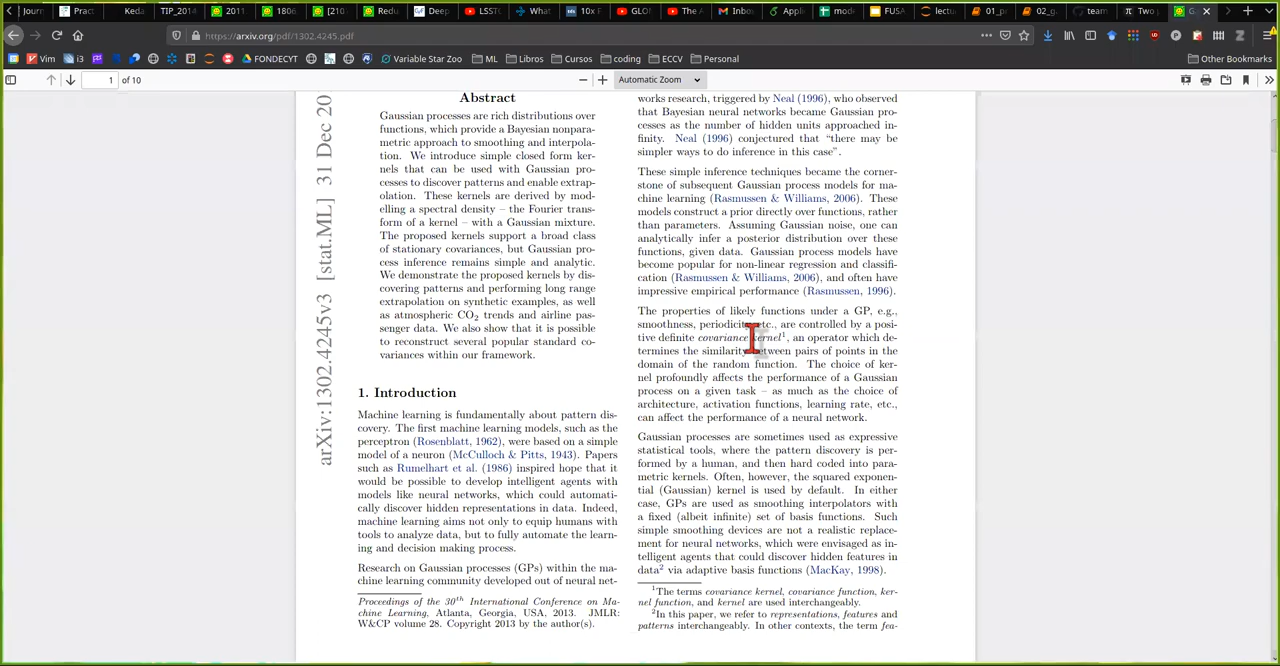 Journ
Pract
Keda
TIP_2014
2011
1806
[210
Redu
Deep
LSSTC
What
10x F
GLOI
The A
Inbo
Applic
mode
FUSA
lectu
01_pr
02_g
team
Two
G
https://arxiv.org/pdf/1302.4245.pdf
Vim
i3
FONDECYT
Variable Star Zoo
ML
Libros
Cursos
coding
ECCV
Personal
Other Bookmarks
1 of 10
Automatic Zoom
arXiv:1302.4245v3 [stat.ML] 31 Dec 20
Abstract
Gaussian processes are rich distributions over
functions, which provide a Bayesian nonpara-
metric approach to smoothing and interpola-
tion. We introduce simple closed form ker-
nels that can be used with Gaussian pro-
cesses to discover patterns and enable extrap-
olation. These kernels are derived by mod-
elling a spectral density – the Fourier trans-
form of a kernel – with a Gaussian mixture.
The proposed kernels support a broad class
of stationary covariances, but Gaussian pro-
cess inference remains simple and analytic.
We demonstrate the proposed kernels by dis-
covering patterns and performing long range
extrapolation on synthetic examples, as well
as atmospheric CO₂ trends and airline pas-
senger data. We also show that it is possible
to reconstruct several popular standard co-
variances within our framework.
1. Introduction
Machine learning is fundamentally about pattern dis-
covery. The first machine learning models, such as the
perceptron (Rosenblatt, 1962), were based on a simple
model of a neuron (McCulloch & Pitts, 1943). Papers
such as Rumelhart et al. (1986) inspired hope that it
would be possible to develop intelligent agents with
models like neural networks, which could automati-
cally discover hidden representations in data. Indeed,
machine learning aims not only to equip humans with
tools to analyze data, but to fully automate the learn-
ing and decision making process.
Research on Gaussian processes (GPs) within the ma-
chine learning community developed out of neural net-
Proceedings of the 30th International Conference on Ma-
chine Learning, Atlanta, Georgia, USA, 2013. JMLR:
W&CP volume 28. Copyright 2013 by the author(s).
works research, triggered by Neal (1996), who observed
that Bayesian neural networks became Gaussian pro-
cesses as the number of hidden units approached in-
finity. Neal (1996) conjectured that “there may be
simpler ways to do inference in this case”.
These simple inference techniques became the corner-
stone of subsequent Gaussian process models for ma-
chine learning (Rasmussen & Williams, 2006). These
models construct a prior directly over functions, rather
than parameters. Assuming Gaussian noise, one can
analytically infer a posterior distribution over these
functions, given data. Gaussian process models have
become popular for non-linear regression and classifi-
cation (Rasmussen & Williams, 2006), and often have
impressive empirical performance (Rasmussen, 1996).
The properties of likely functions under a GP, e.g.,
smoothness, periodicity, etc., are controlled by a posi-
tive definite covariance kernel¹, an operator which de-
termines the similarity between pairs of points in the
domain of the random function. The choice of ker-
nel profoundly affects the performance of a Gaussian
process on a given task – as much as the choice of
architecture, activation functions, learning rate, etc.,
can affect the performance of a neural network.
Gaussian processes are sometimes used as expressive
statistical tools, where the pattern discovery is per-
formed by a human, and then hard coded into para-
metric kernels. Often, however, the squared exponen-
tial (Gaussian) kernel is used by default. In either
case, GPs are used as smoothing interpolators with
a fixed (albeit infinite) set of basis functions. Such
simple smoothing devices are not a realistic replace-
ment for neural networks, which were envisaged as in-
telligent agents that could discover hidden features in
data² via adaptive basis functions (MacKay, 1998).
¹The terms covariance kernel, covariance function, ker-
nel function, and kernel are used interchangeably.
²In this paper, we refer to representations, features and
patterns interchangeably. In other contexts, the term fea-